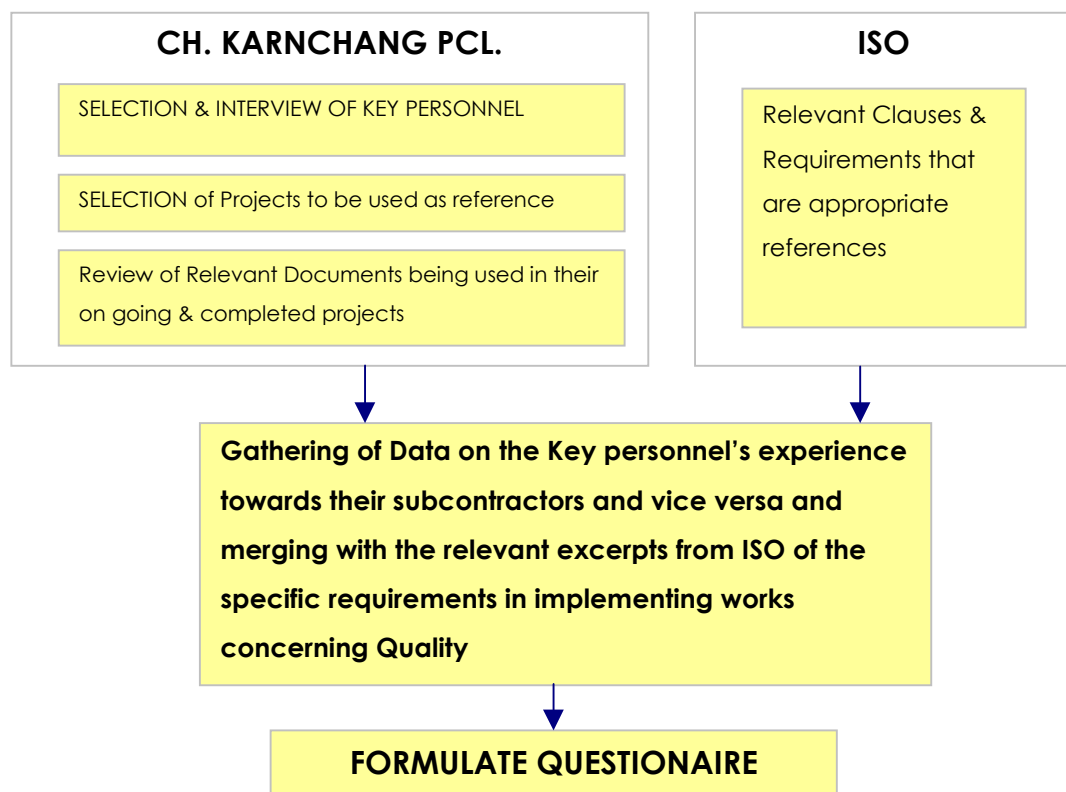 CH. KARNCHANG PCL.
SELECTION & INTERVIEW OF KEY PERSONNEL
SELECTION of Projects to be used as reference
Review of Relevant Documents being used in their
on going & completed projects
ISO
Relevant Clauses &
Requirements that
are appropriate
references
Gathering of Data on the Key personnel’s experience
towards their subcontractors and vice versa and
merging with the relevant excerpts from ISO of the
specific requirements in implementing works
concerning Quality
FORMULATE QUESTIONAIRE